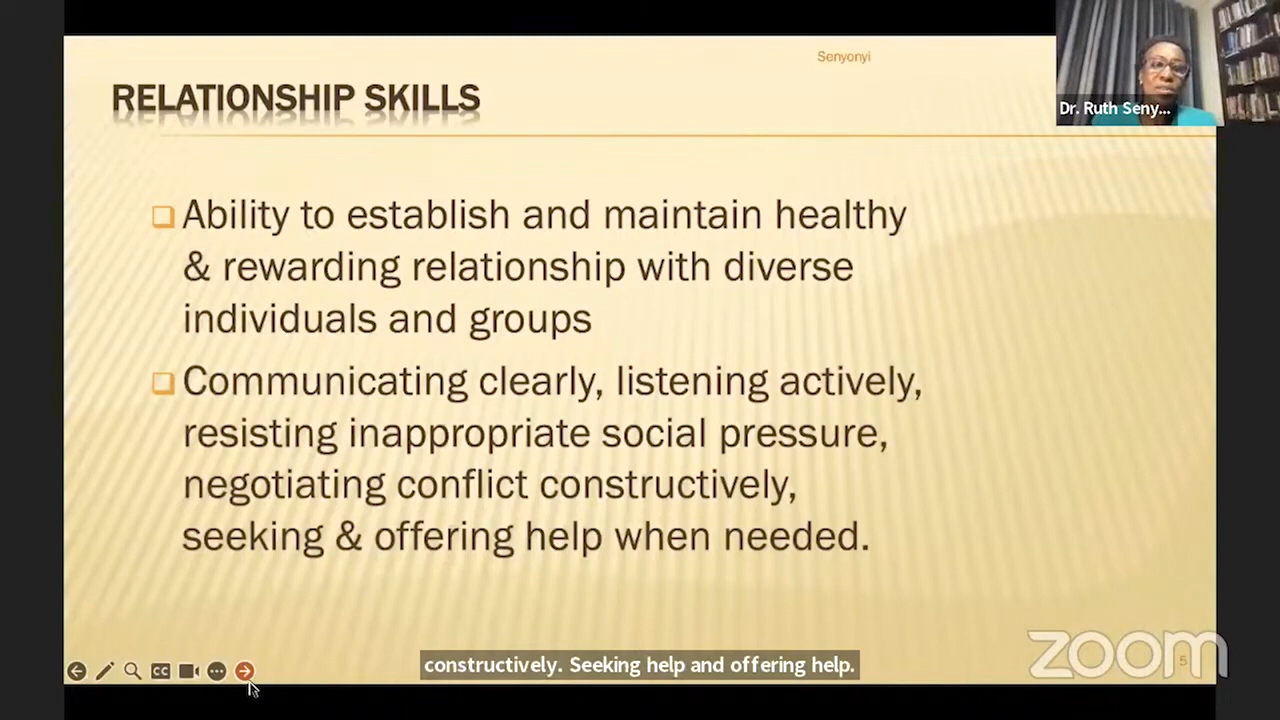 Senyonyi
RELATIONSHIP SKILLS
Dr. Ruth Seny...
Ability to establish and maintain healthy
& rewarding relationship with diverse
individuals and groups
Communicating clearly, listening actively,
resisting inappropriate social pressure,
negotiating conflict constructively,
seeking & offering help when needed.
CC
constructively. Seeking help and offering help.
zoom
5